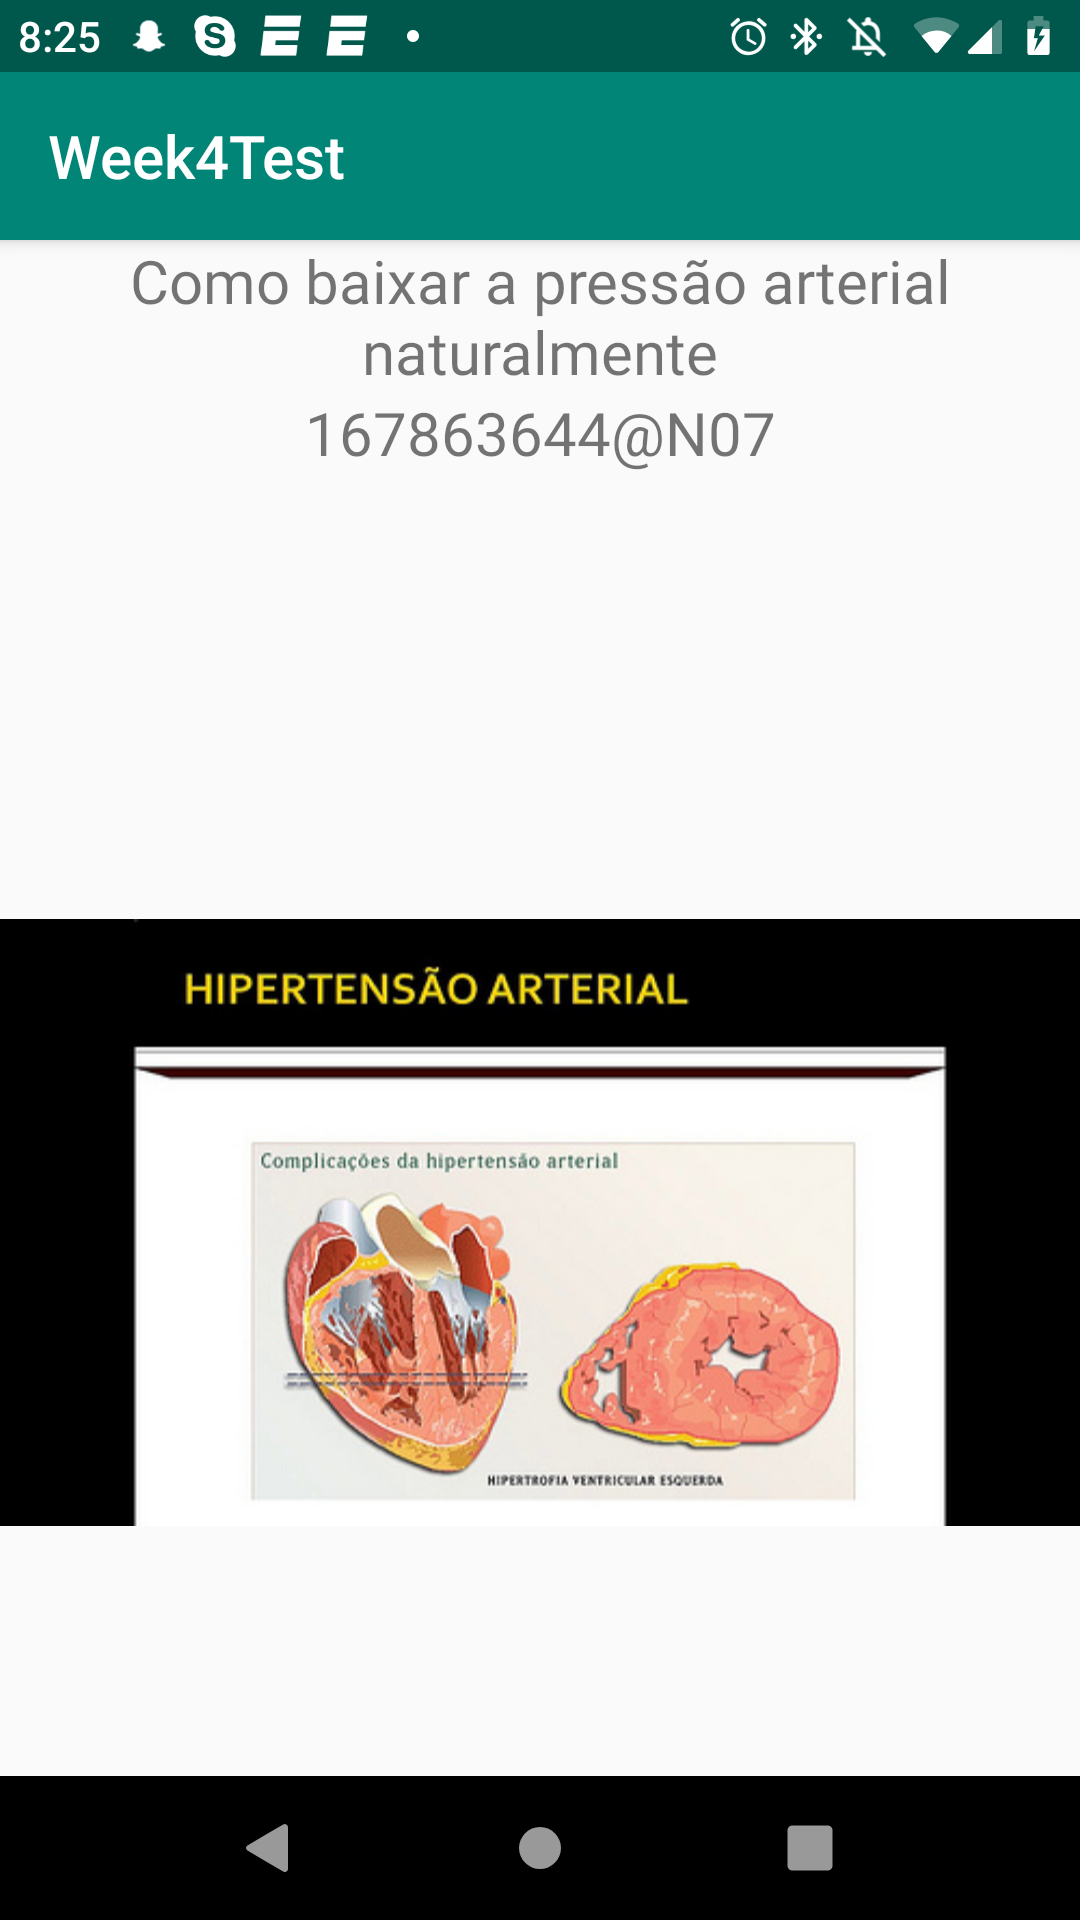 8:25
Week4Test
Como baixar a pressão arterial
naturalmente
167863644@N07
HIPERTENSÃO ARTERIAL
Complicações da hipertensão arterial
HIPERTROFIA VENTRICULAR ESQUERDA